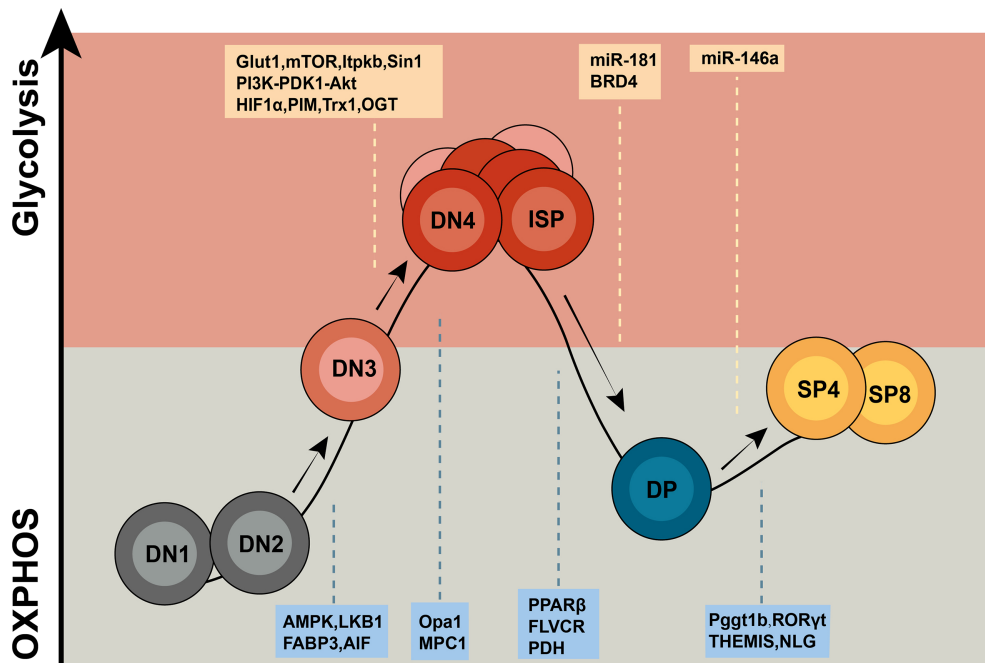 Glycolysis
OXPHOS
Glut1,mTOR,Itpkb,Sin1
PI3K-PDK1-Akt
HIF1α,PIM,Trx1,OGT
miR-181
BRD4
miR-146a
DN4
ISP
DN3
SP4
SP8
DP
DN1
DN2
AMPK,LKB1
FABP3,AIF
Opa1
MPC1
PPARβ
FLVCR
PDH
Pggt1b,RORγt
THEMIS,NLG